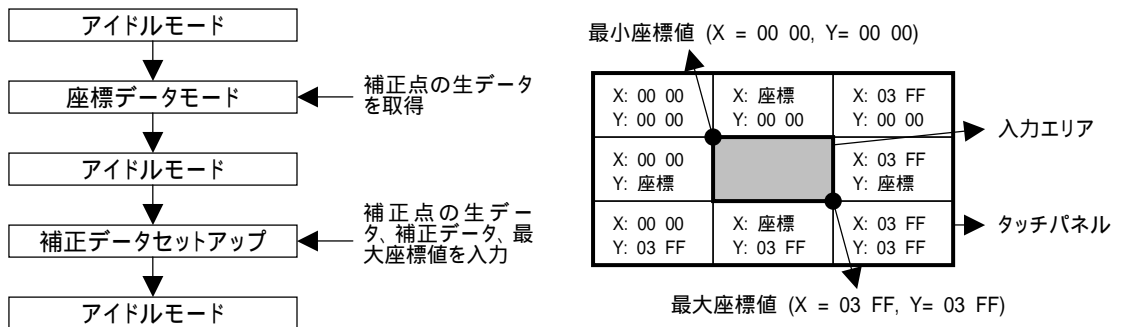 アイドルモード
座標データモード
補正点の生データ
を取得
アイドルモード
補正データセットアップ
補正点の生デー
タ、補正データ、最
大座標値を入力
アイドルモード
最小座標値 (X = 00 00, Y= 00 00)
X: 00 00
Y: 00 00
X: 座標
Y: 00 00
X: 03 FF
Y: 00 00
入力エリア
X: 00 00
Y: 座標
X: 03 FF
Y: 座標
X: 00 00
Y: 03 FF
X: 座標
Y: 03 FF
X: 03 FF
Y: 03 FF
タッチパネル
最大座標値 (X = 03 FF, Y= 03 FF)